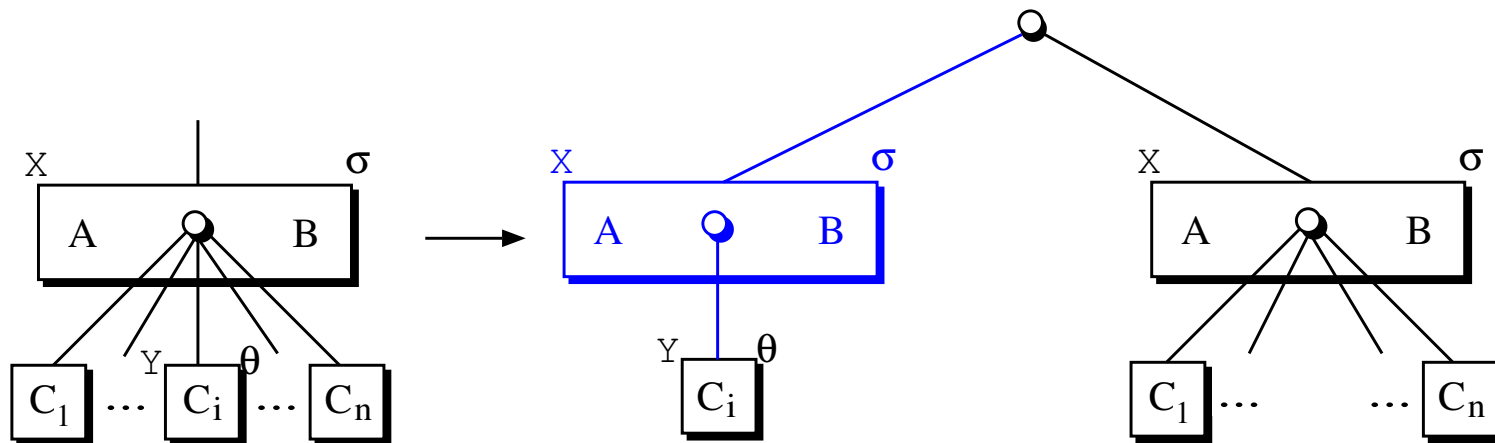 X σ X σ X σ
A B A B A B
Y θ Y θ
C1 ... Ci ... Cn Ci C1 ... ... Cn